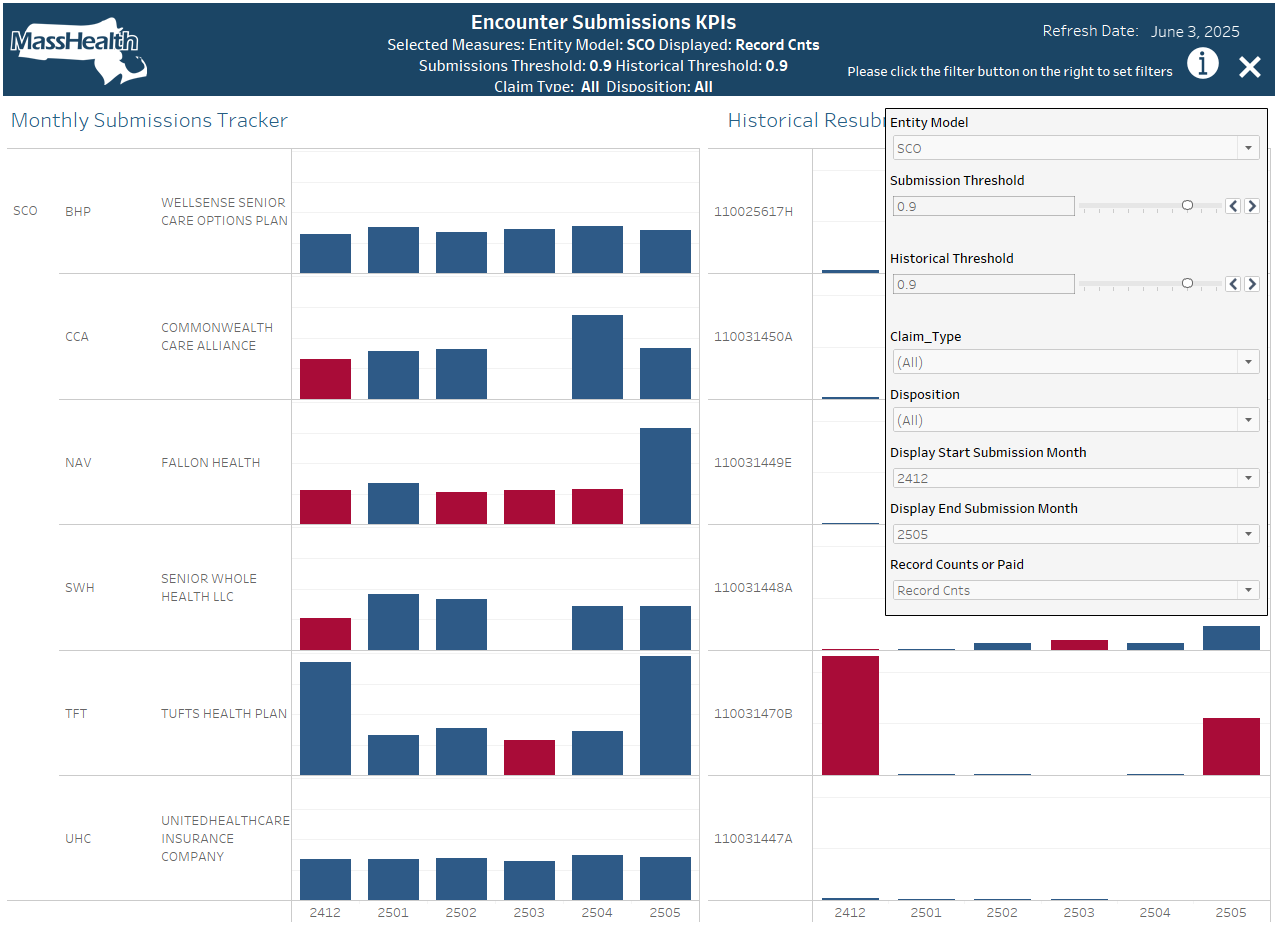 MassHealth
Encounter Submissions KPIs
Selected Measures: Entity Model: SCO Displayed: Record Cnts
Submissions Threshold: 0.9 Historical Threshold: 0.9
Claim Type: All Disposition: All
Refresh Date: June 3, 2025
Please click the filter button on the right to set filters
i
Monthly Submissions Tracker
Historical
SCO
BHP
WELLSENSE SENIOR
CARE OPTIONS PLAN
110025617H
CCA
COMMONWEALTH
CARE ALLIANCE
110031450A
NAV
FALLON HEALTH
110031449E
SWH
SENIOR WHOLE
HEALTH LLC
110031448A
TFT
TUFTS HEALTH PLAN
110031470B
UHC
UNITEDHEALTHCARE
INSURANCE
COMPANY
110031447A
2412 2501 2502 2503 2504 2505
2412 2501 2502 2503 2504 2505
Entity Model
SCO
Submission Threshold
0.9
Historical Threshold
0.9
Claim_Type
(All)
Disposition
(All)
Display Start Submission Month
2412
Display End Submission Month
2505
Record Counts or Paid
Record Cnts